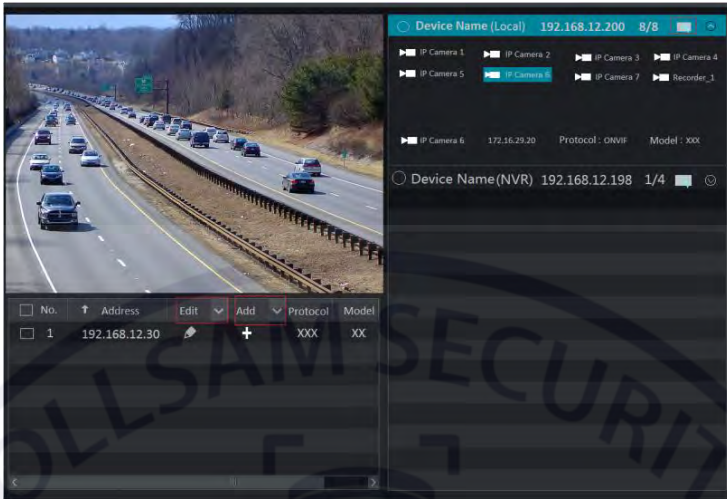 Device Name (Local) 192.168.12.200 8/8
IP Camera 1 IP Camera 2 IP Camera 3 IP Camera 4
IP Camera 5 IP Camera 6 IP Camera 7 Recorder_1
IP Camera 6 172.16.29.20 Protocol : ONVIF Model : XXX
Device Name(NVR) 192.168.12.198 1/4
No. Address Edit Add Protocol Model
1 192.168.12.30 XXX XX
OLLSAM SECURIT